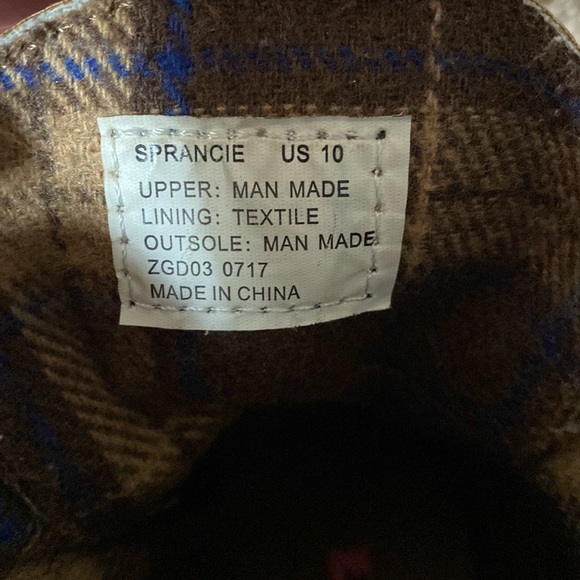 SPRANCIE US 10
UPPER: MAN MADE
LINING: TEXTILE
OUTSOLE: MAN MADE
ZGD03 0717
MADE IN CHINA